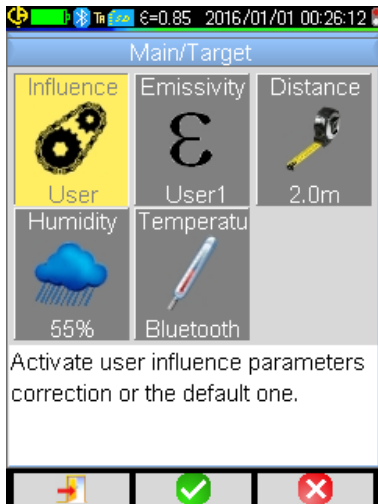 ε=0.85 2016/01/01 00:26:12
Main/Target
Influence Emissivity Distance
ε
User User1 2.0m
Humidity Temperatu
55% Bluetooth
Activate user influence parameters
correction or the default one.